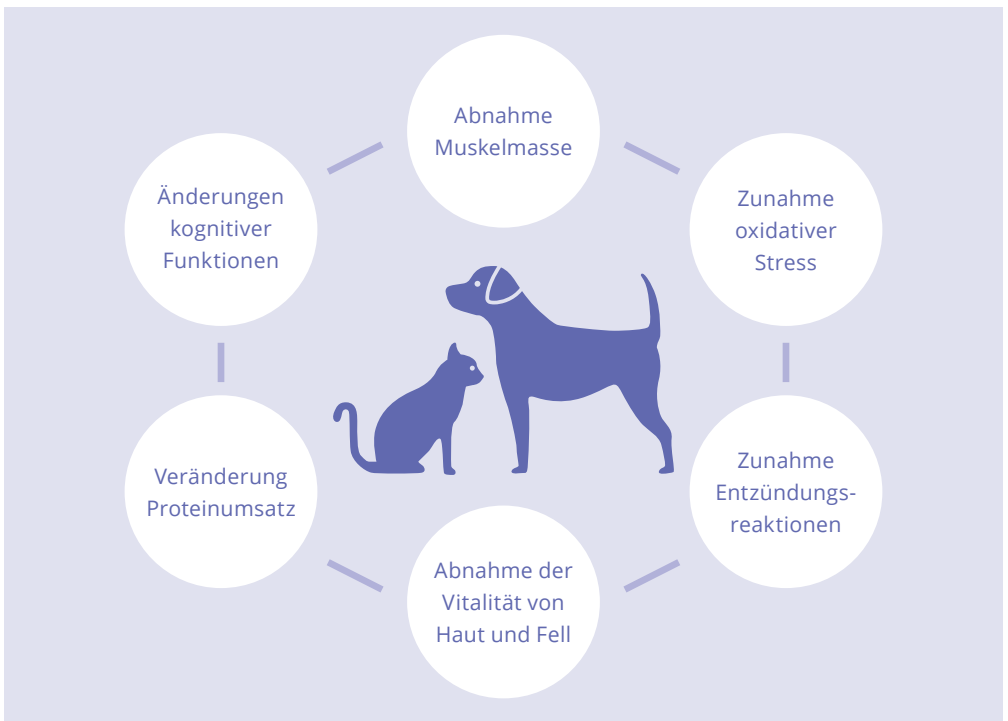 Abnahme
Muskelmasse
Zunahme
oxidativer
Stress
Zunahme
Entzündungs-
reaktionen
Abnahme der
Vitalität von
Haut und Fell
Veränderung
Proteinumsatz
Änderungen
kognitiver
Funktionen